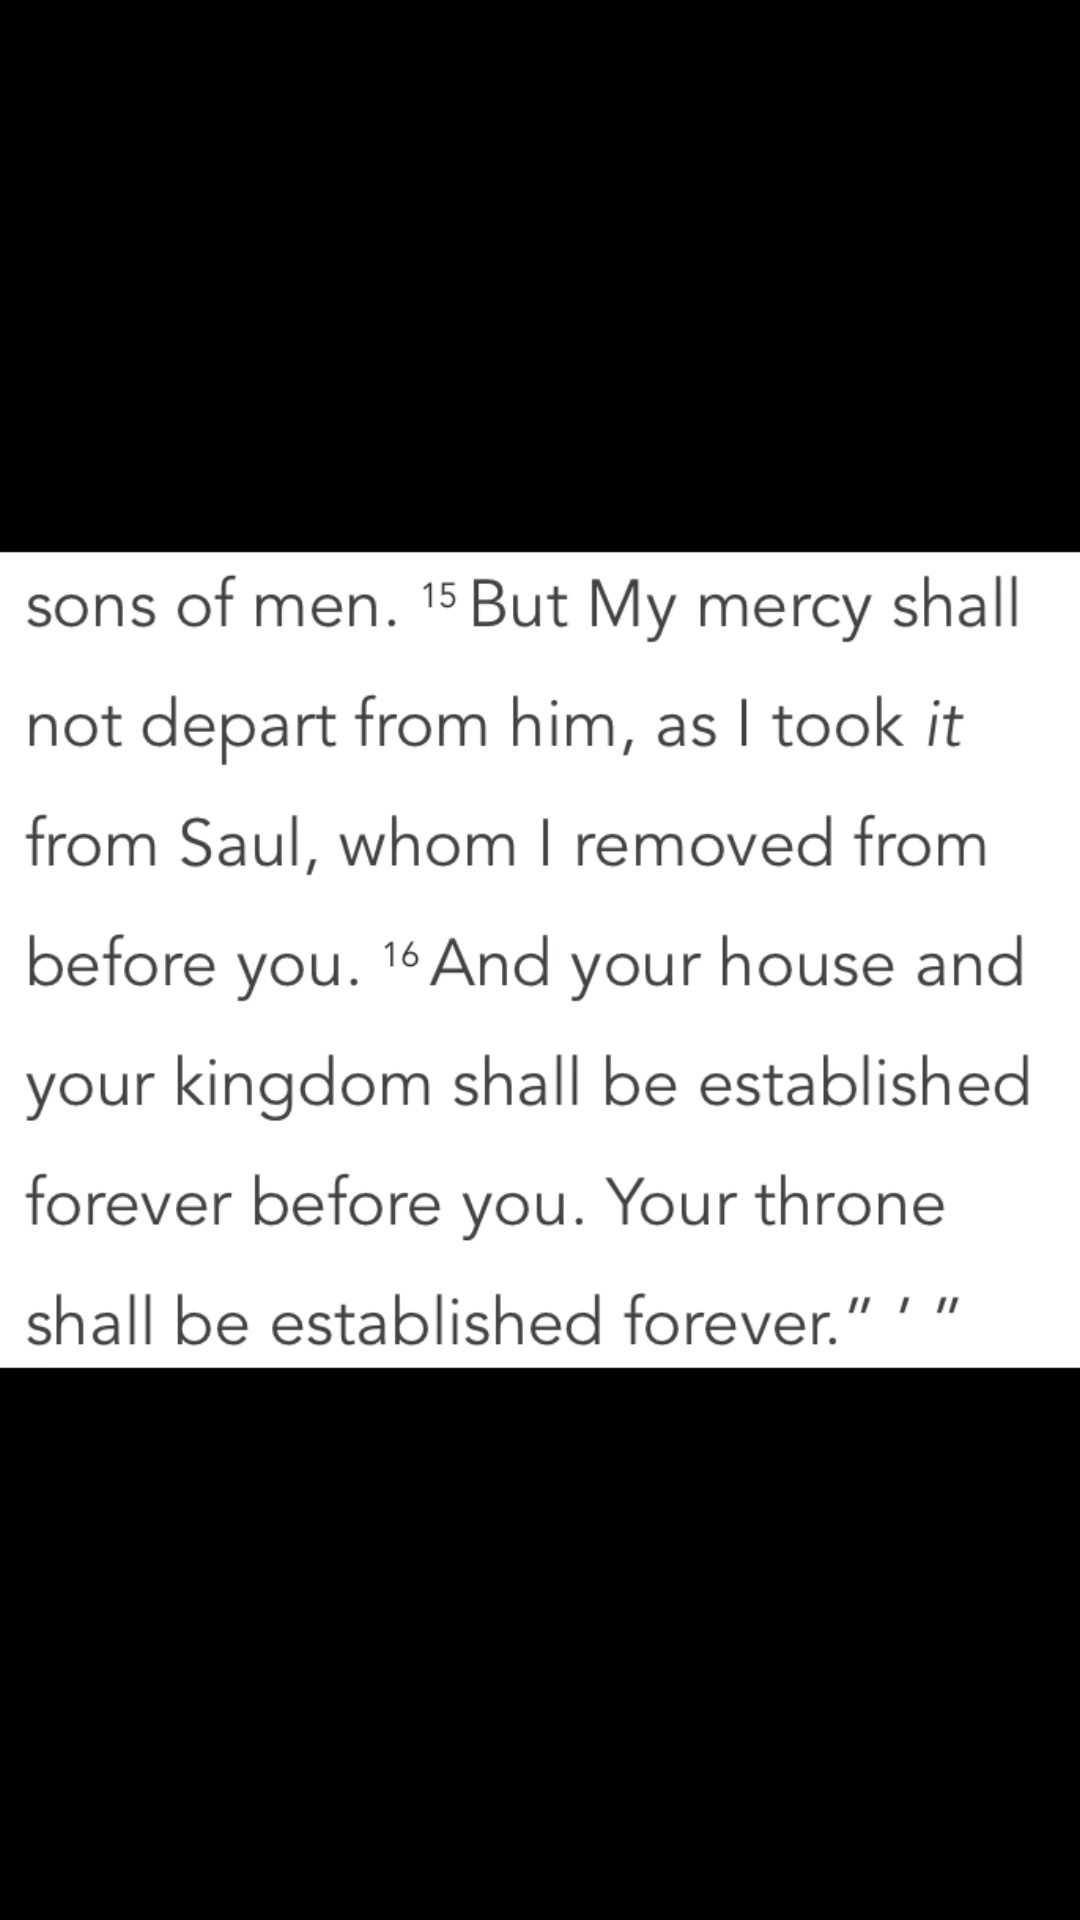 sons of men. 15 But My mercy shall
not depart from him, as I took it
from Saul, whom I removed from
before you. 16 And your house and
your kingdom shall be established
forever before you. Your throne
shall be established forever.” ’ ”